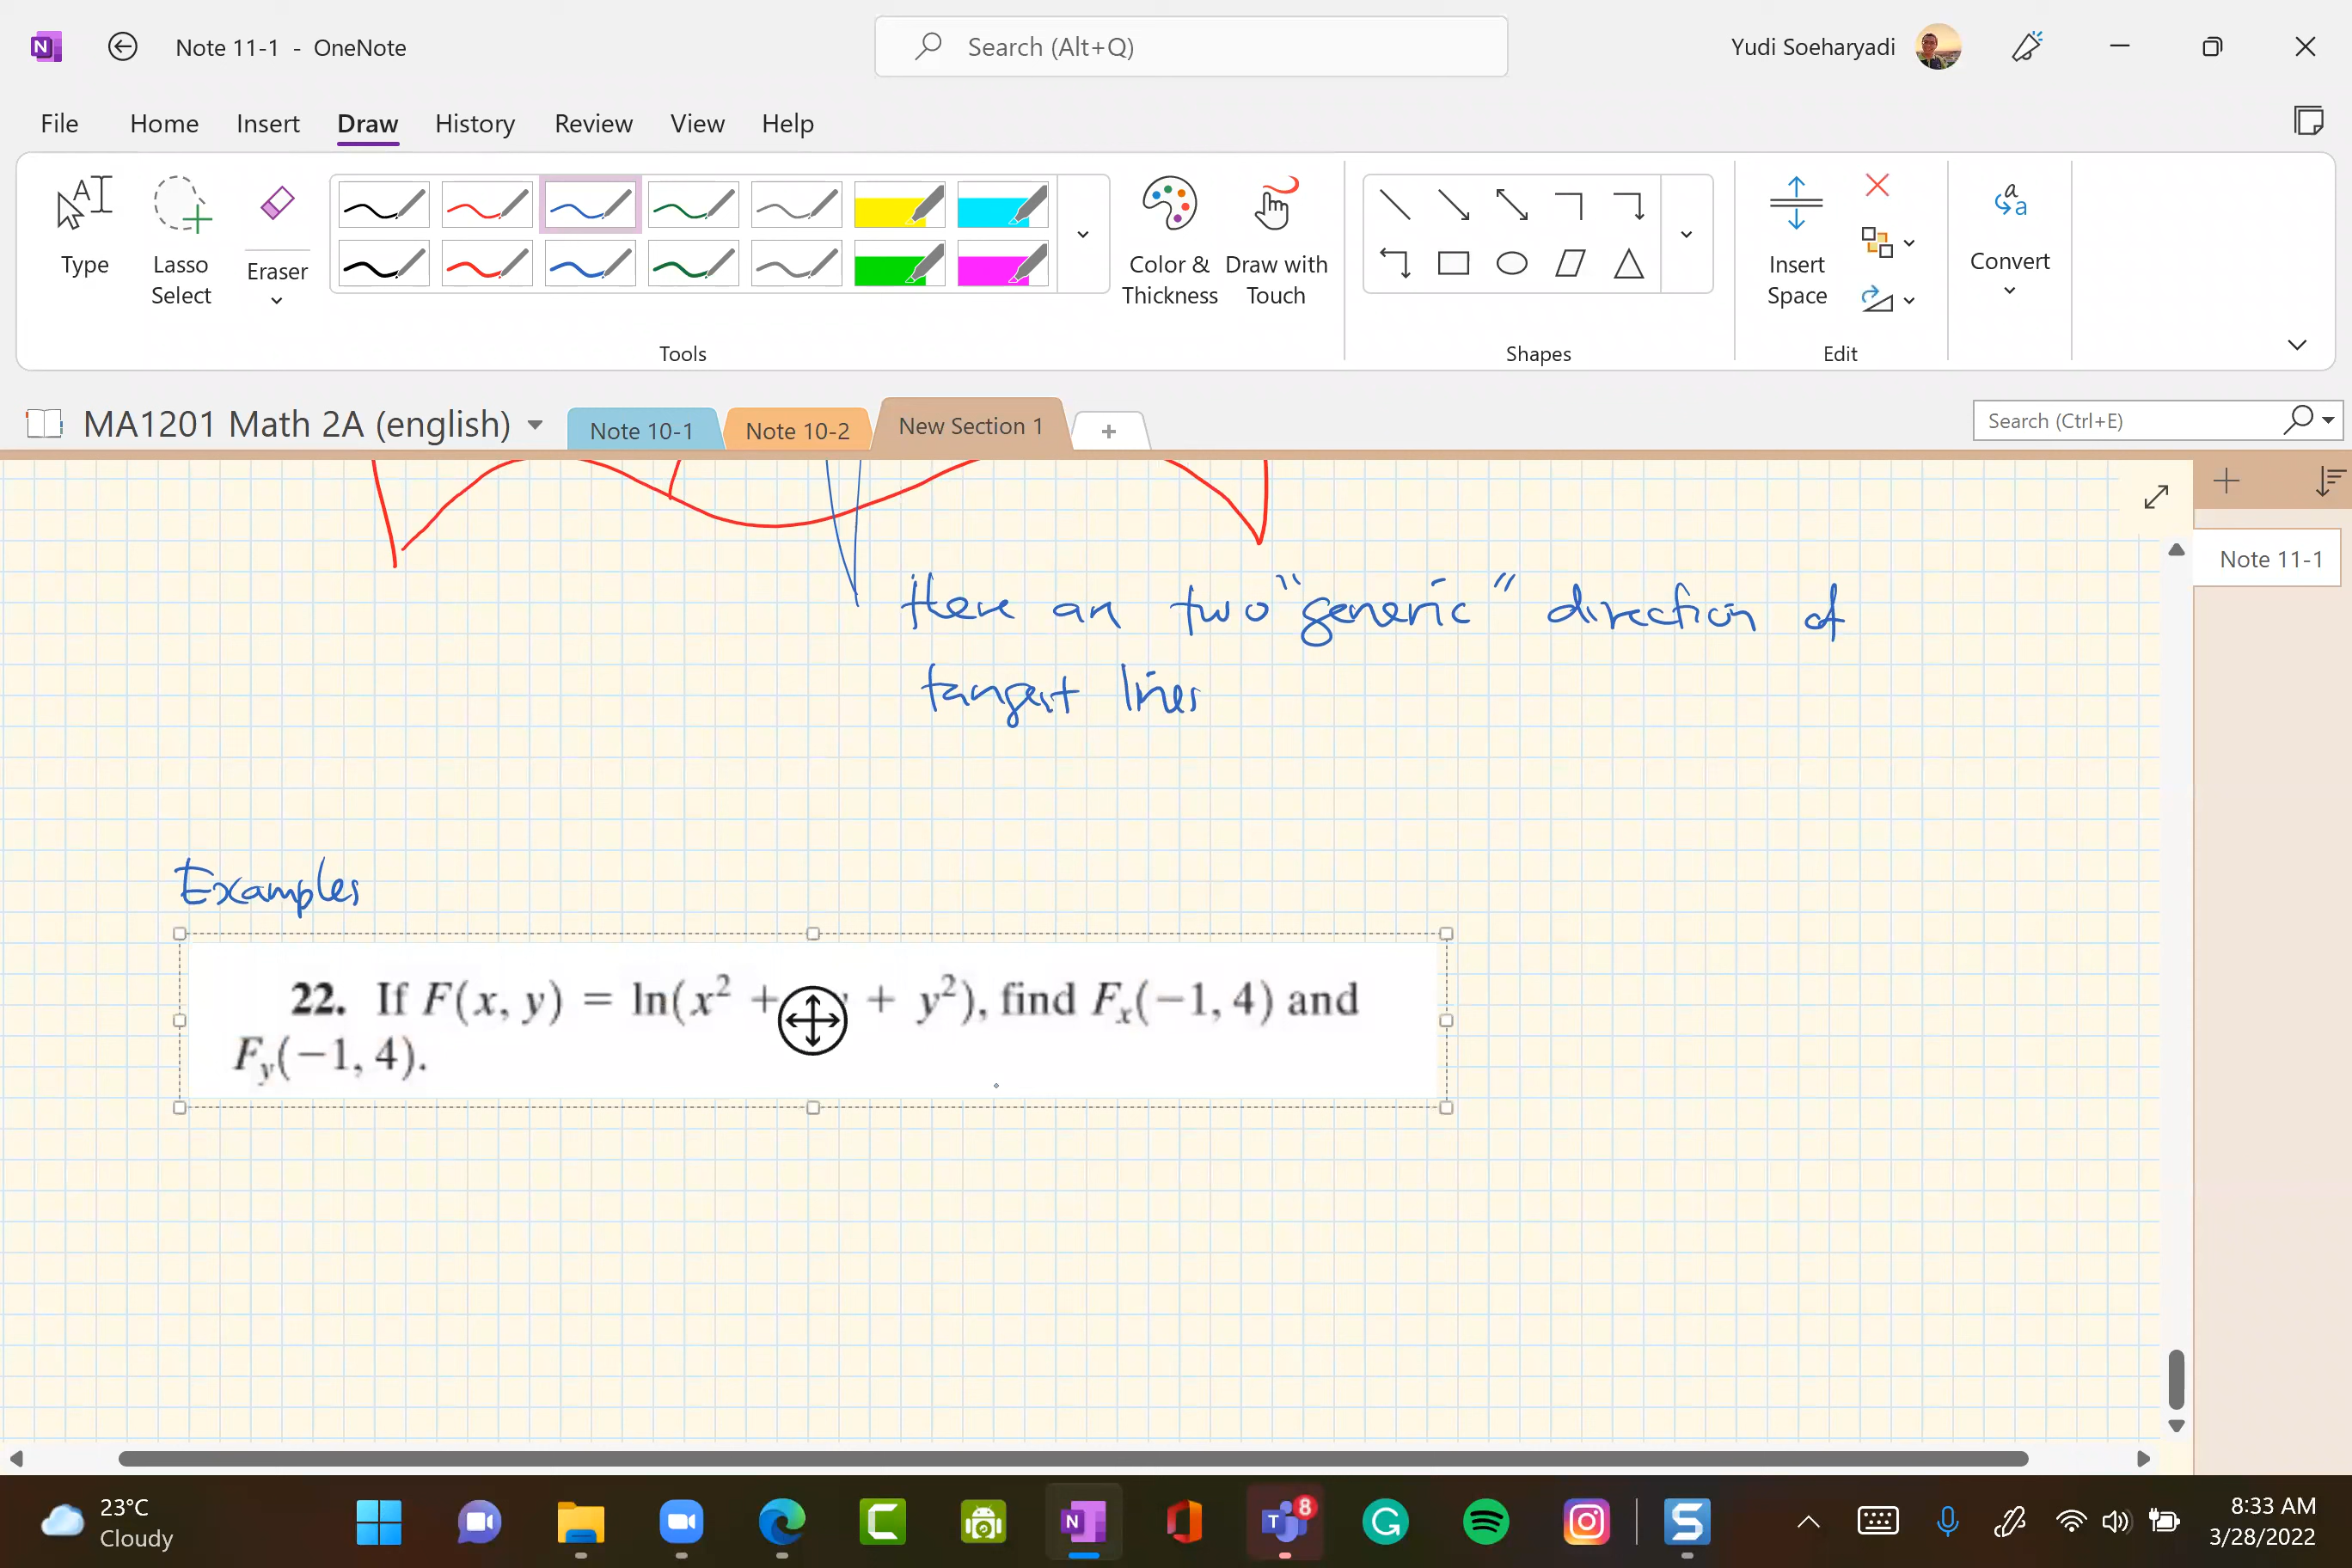 Note 11-1 - OneNote
Search (Alt+Q)
Yudi Soeharyadi
File Home Insert Draw History Review View Help
Type
Lasso Select
Eraser
Color & Thickness
Draw with Touch
Insert Space
Convert
Tools
Shapes
Edit
MA1201 Math 2A (english)
Note 10-1
Note 10-2
New Section 1
Search (Ctrl+E)
Note 11-1
there an two "generic" direction of
tangent lines
Examples
22. If F(x, y) = ln(x² + + y²), find Fₓ(−1, 4) and
Fᵧ(−1, 4).
23°C
Cloudy
8
8:33 AM
3/28/2022